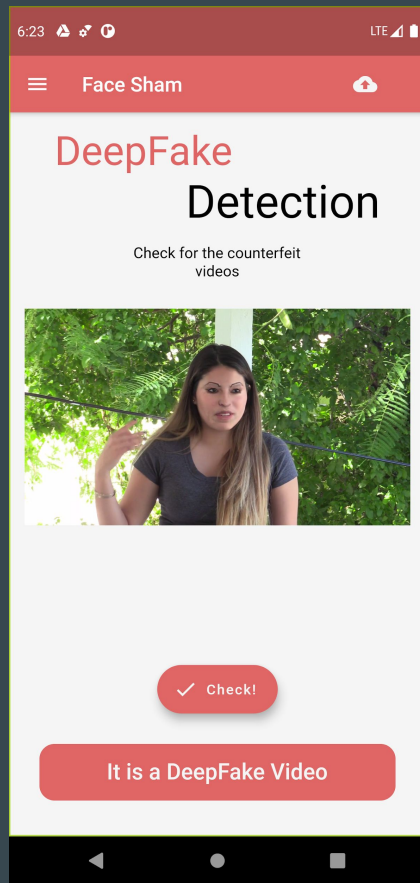 6:23 LTE
Face Sham
DeepFake
Detection
Check for the counterfeit
videos
Check!
It is a DeepFake Video